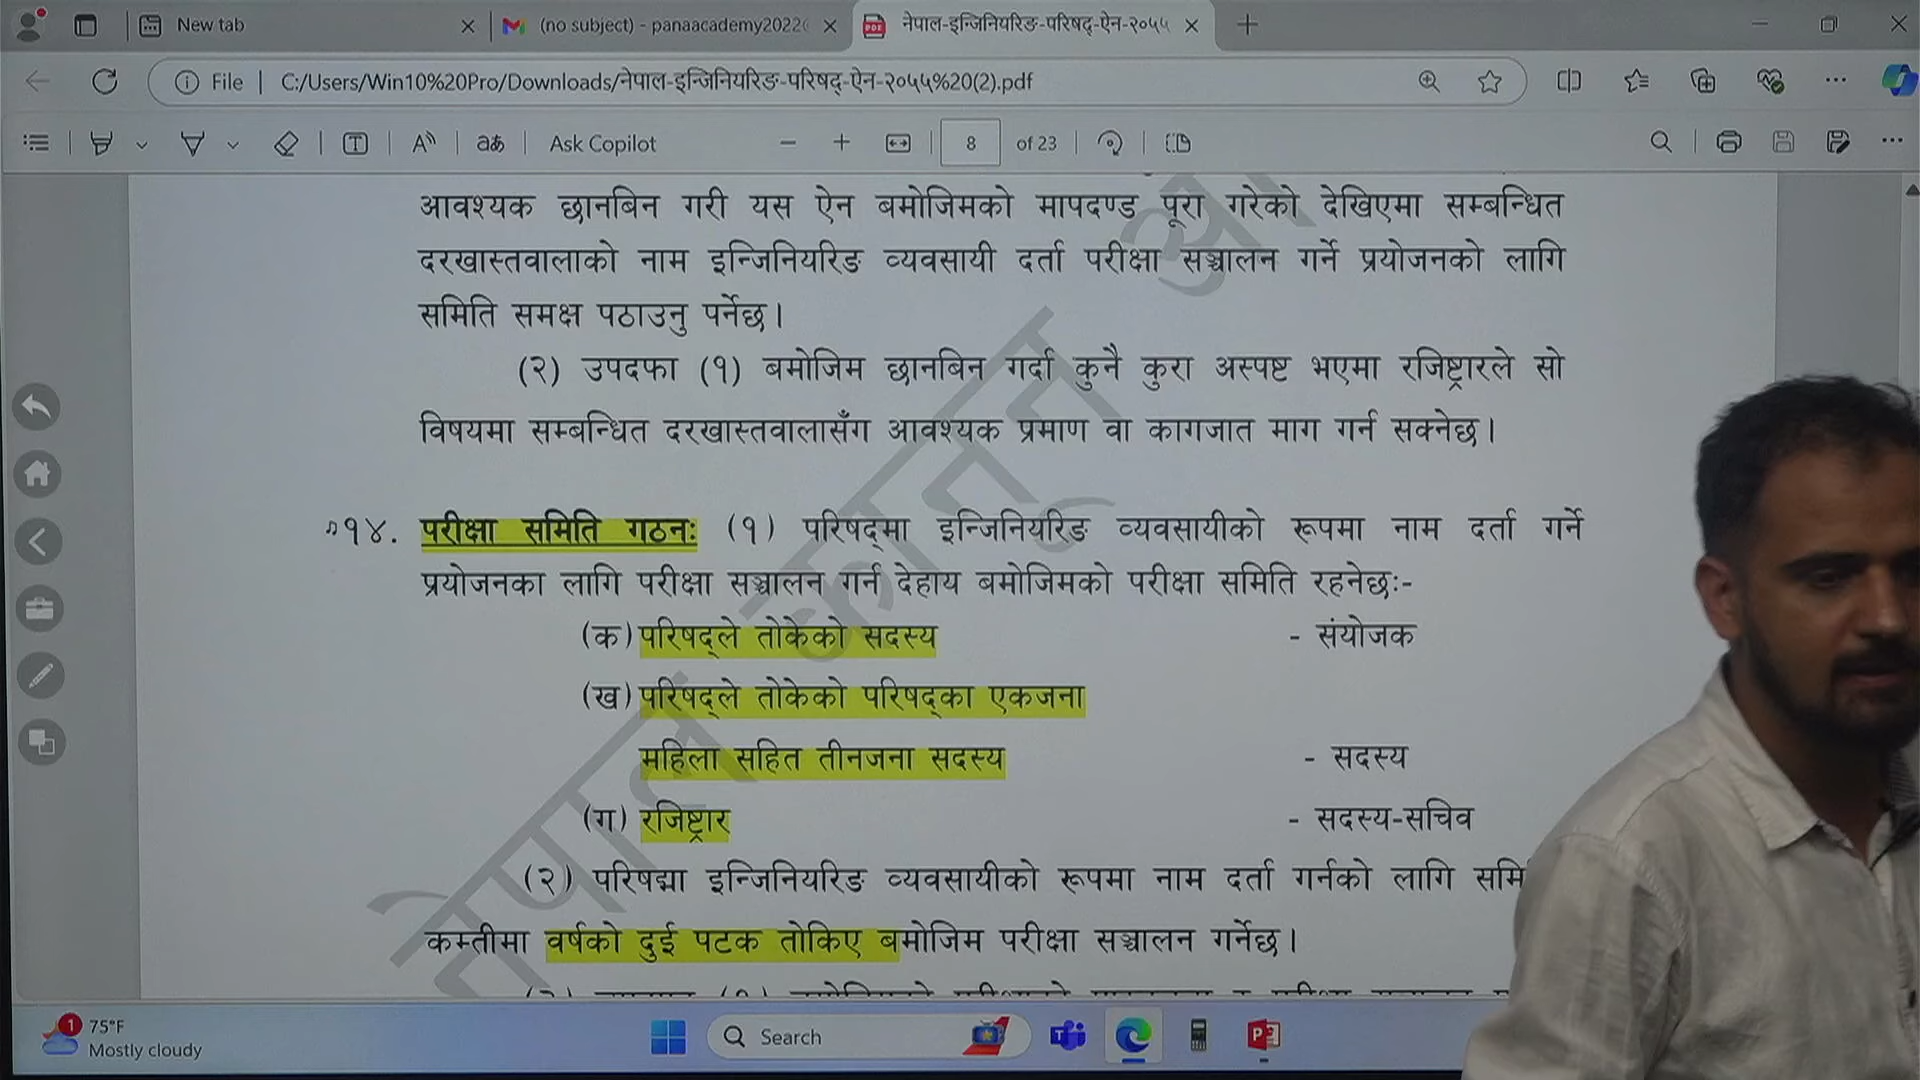 New tab
(no subject) - panaacademy2022
नेपाल-इन्जिनियरिङ-परिषद्-ऐन-२०५५
File
C:/Users/Win10%20Pro/Downloads/नेपाल-इन्जिनियरिङ-परिषद्-ऐन-२०५५%20(2).pdf
Ask Copilot
8 of 23
आवश्यक छानबिन गरी यस ऐन बमोजिमको मापदण्ड पूरा गरेको देखिएमा सम्बन्धित
दरखास्तवालाको नाम इन्जिनियरिङ व्यवसायी दर्ता परीक्षा सञ्चालन गर्ने प्रयोजनको लागि
समिति समक्ष पठाउनु पर्नेछ।
(२) उपदफा (१) बमोजिम छानबिन गर्दा कुनै कुरा अस्पष्ट भएमा रजिष्ट्रारले सो
विषयमा सम्बन्धित दरखास्तवालासँग आवश्यक प्रमाण वा कागजात माग गर्न सक्नेछ।
१४. परीक्षा समिति गठनः (१) परिषद्‌मा इन्जिनियरिङ व्यवसायीको रूपमा नाम दर्ता गर्ने
प्रयोजनका लागि परीक्षा सञ्चालन गर्न देहाय बमोजिमको परीक्षा समिति रहनेछः-
(क) परिषद्‌ले तोकेको सदस्य - संयोजक
(ख) परिषद्‌ले तोकेको परिषद्‌का एकजना
महिला सहित तीनजना सदस्य - सदस्य
(ग) रजिष्ट्रार - सदस्य-सचिव
(२) परिषद्मा इन्जिनियरिङ व्यवसायीको रूपमा नाम दर्ता गर्नको लागि
कम्तीमा वर्षको दुई पटक तोकिए बमोजिम परीक्षा सञ्चालन गर्नेछ।
नेपाल कानून
1
75°F
Mostly cloudy
Search